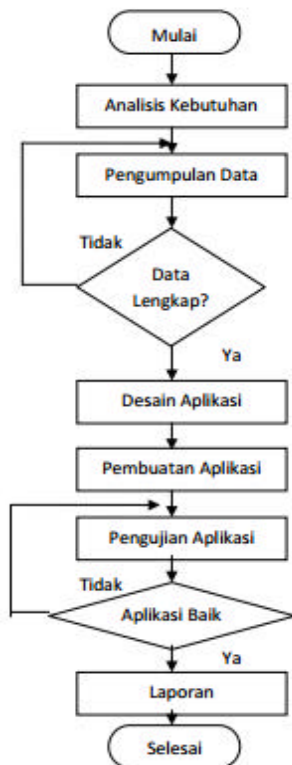 Mulai
Analisis Kebutuhan
Pengumpulan Data
Tidak
Data
Lengkap?
Ya
Desain Aplikasi
Pembuatan Aplikasi
Pengujian Aplikasi
Tidak
Aplikasi Baik
Ya
Laporan
Selesai